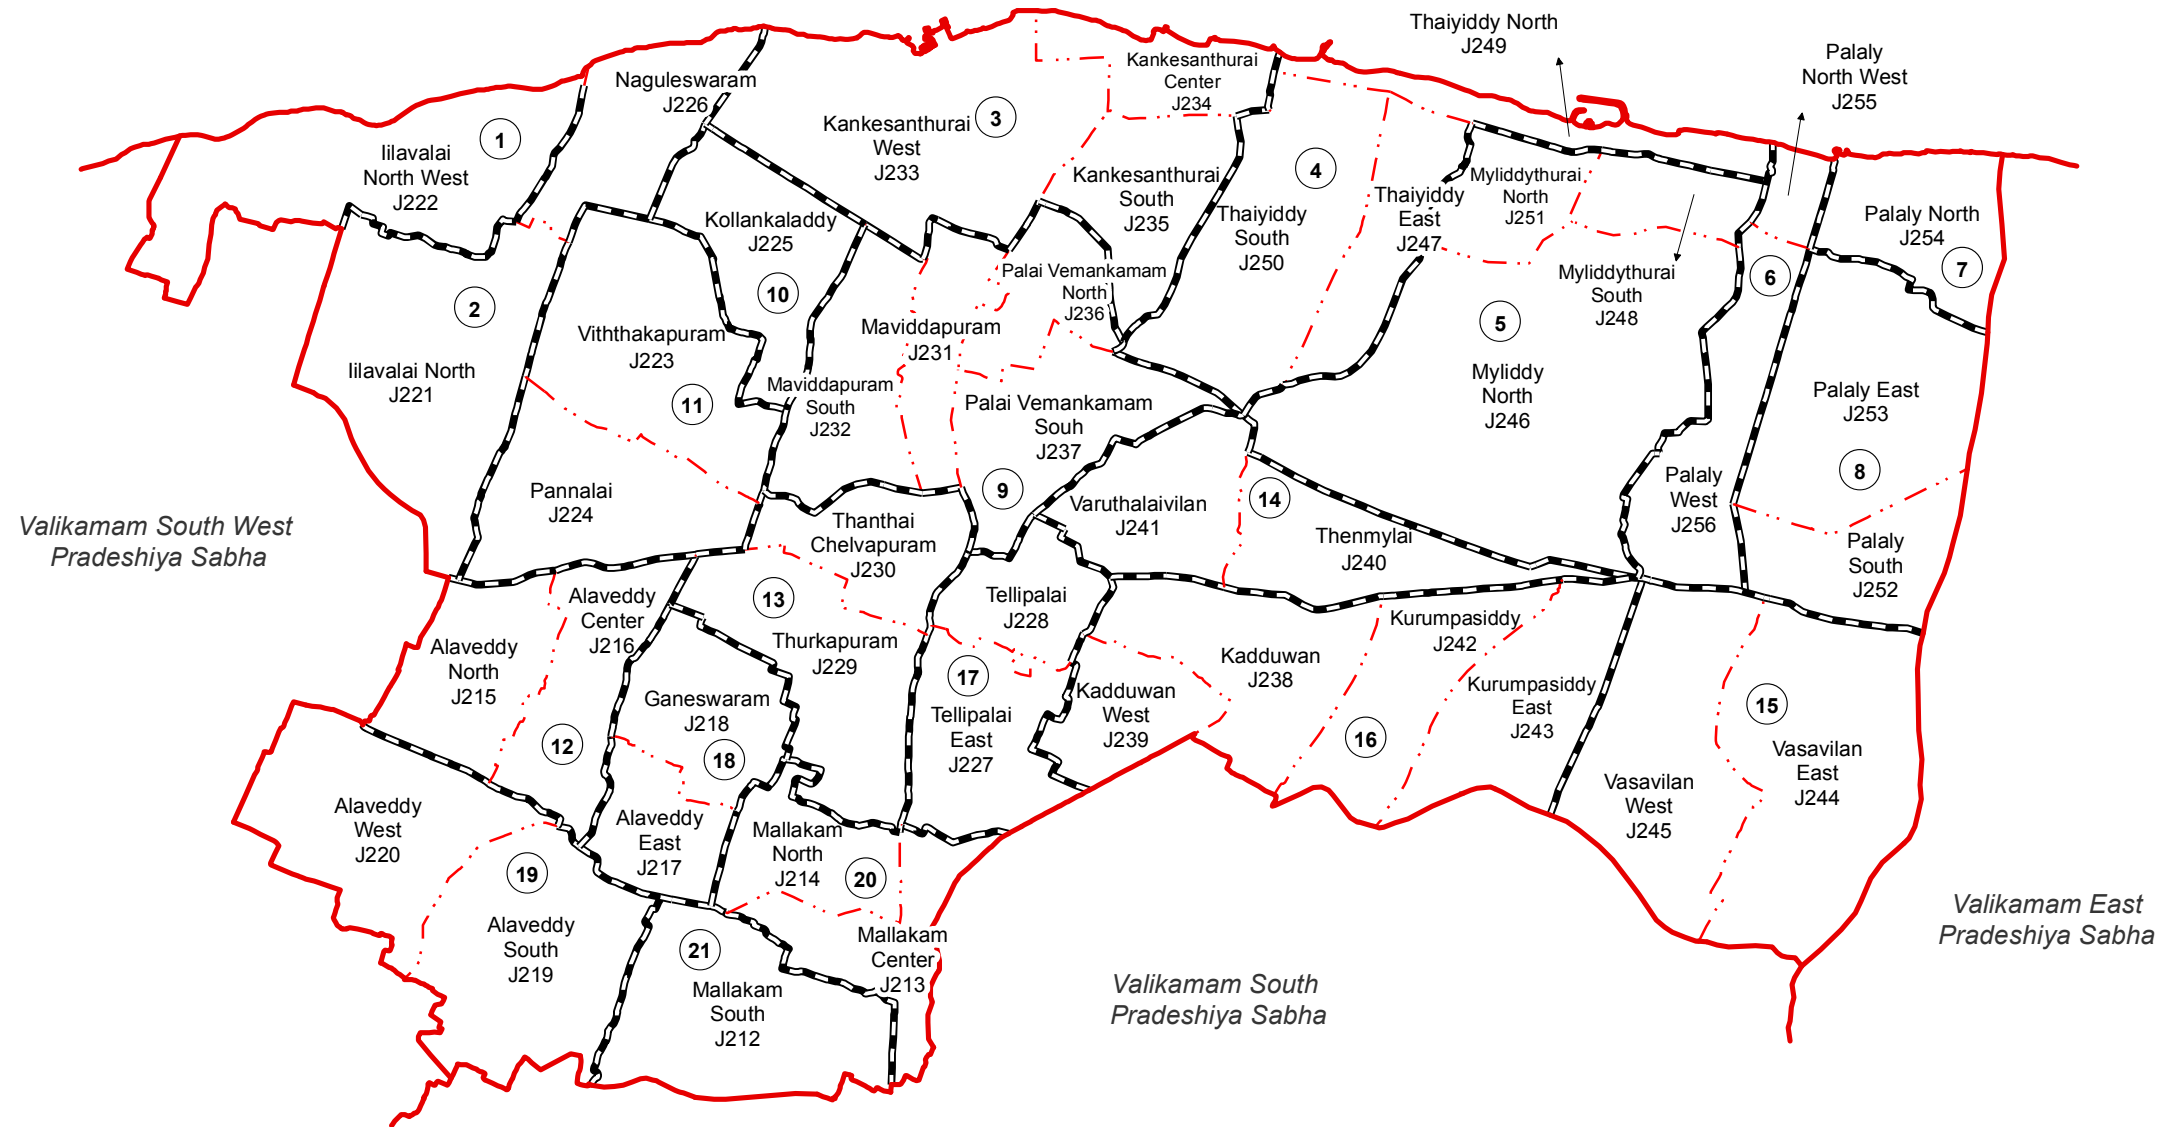 Thaiyiddy North
J249
Palaly
North West
J255
Kankesanthurai
Center
J234
Naguleswaram
J226
3
Kankesanthurai
West
J233
1
Iilavalai
North West
J222
4
Kankesanthurai
South
J235
Thaiyiddy
South
J250
Thaiyiddy
East
J247
Myliddythurai
North
J251
Palaly North
J254
7
Kollankaladdy
J225
10
Palai Vemankamam
North
J236
Myliddythurai
South
J248
6
2
Viththakapuram
J223
Maviddapuram
J231
5
Iilavalai North
J221
11
Maviddapuram
South
J232
Palai Vemankamam
Souh
J237
Myliddy
North
J246
Palaly East
J253
8
Pannalai
J224
9
Varuthalaivilan
J241
14
Palaly
West
J256
Valikamam South West
Pradeshiya Sabha
Thanthai
Chelvapuram
J230
Thenmylai
J240
Palaly
South
J252
Alaveddy
Center
J216
13
Tellipalai
J228
Kurumpasiddy
J242
Alaveddy
North
J215
Thurkapuram
J229
17
Kadduwan
J238
Ganeswaram
J218
Kadduwan
West
J239
Kurumpasiddy
East
J243
15
12
18
Tellipalai
East
J227
16
Vasavilan
East
J244
Vasavilan
West
J245
Alaveddy
West
J220
Alaveddy
East
J217
Mallakam
North
J214
20
19
Alaveddy
South
J219
21
Mallakam
Center
J213
Mallakam
South
J212
Valikamam South
Pradeshiya Sabha
Valikamam East
Pradeshiya Sabha